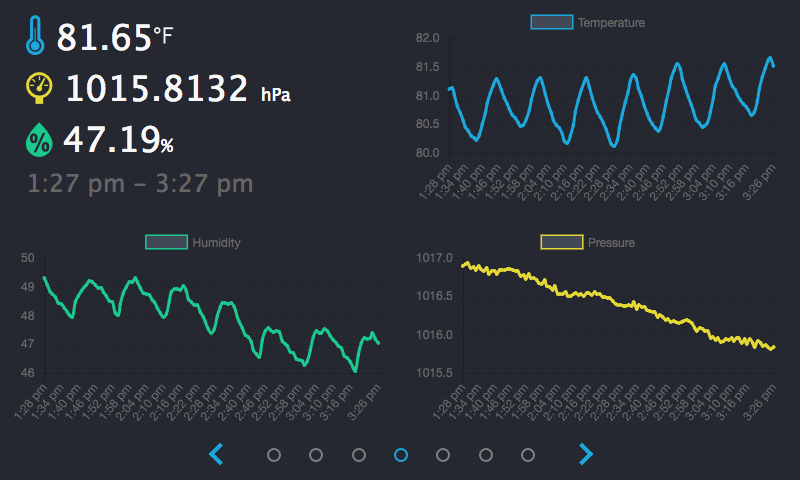 81.65°F
1015.8132 hPa
47.19%
1:27 pm – 3:27 pm
Temperature
82.0
81.5
81.0
80.5
80.0
1:28 pm
1:34 pm
1:40 pm
1:46 pm
1:52 pm
1:58 pm
2:04 pm
2:10 pm
2:16 pm
2:22 pm
2:28 pm
2:34 pm
2:40 pm
2:46 pm
2:52 pm
2:58 pm
3:04 pm
3:10 pm
3:16 pm
3:26 pm
Humidity
50
49
48
47
46
1:28 pm
1:34 pm
1:40 pm
1:46 pm
1:52 pm
1:58 pm
2:04 pm
2:10 pm
2:16 pm
2:22 pm
2:28 pm
2:34 pm
2:40 pm
2:46 pm
2:52 pm
2:58 pm
3:04 pm
3:10 pm
3:16 pm
3:26 pm
Pressure
1017.0
1016.5
1016.0
1015.5
1:28 pm
1:34 pm
1:40 pm
1:46 pm
1:52 pm
1:58 pm
2:04 pm
2:10 pm
2:16 pm
2:22 pm
2:28 pm
2:34 pm
2:40 pm
2:46 pm
2:52 pm
2:58 pm
3:04 pm
3:10 pm
3:16 pm
3:26 pm